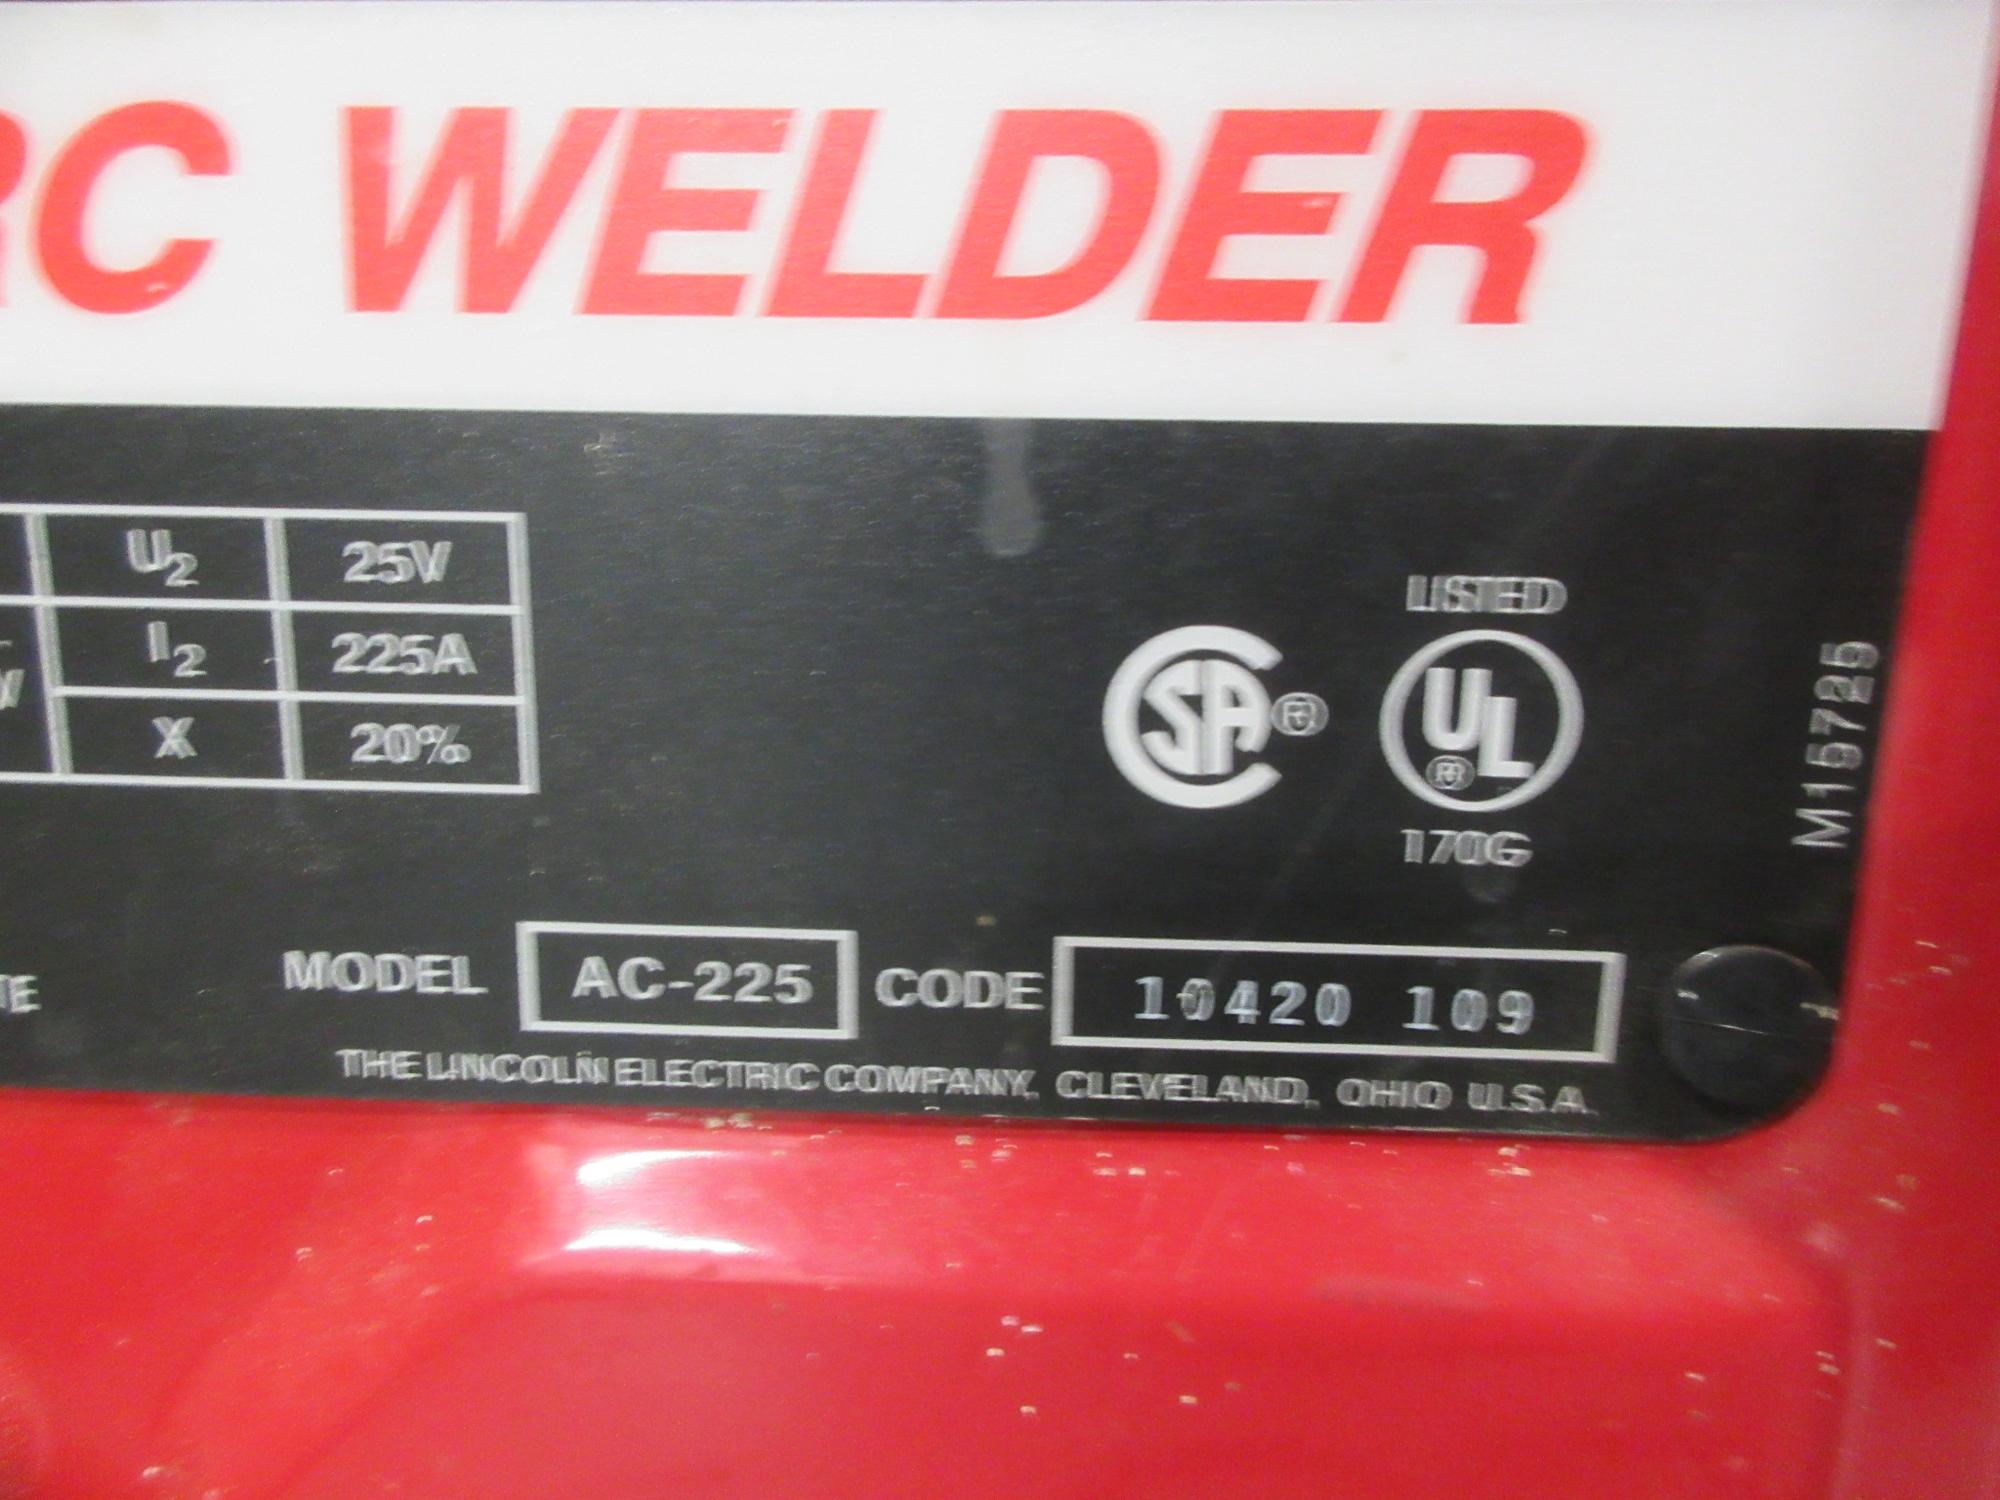 RC WELDER
U2 25V
I2 225A
X 20%
LISTED
SA ®
UL ®
170G
M15725
MODEL AC-225 CODE 10420 109
THE LINCOLN ELECTRIC COMPANY, CLEVELAND, OHIO U.S.A.